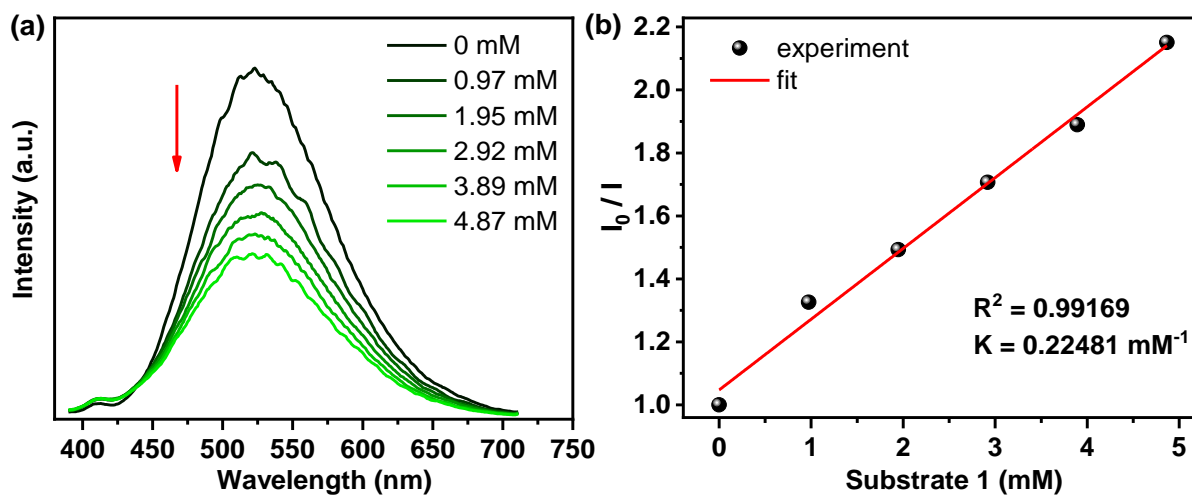 (a)
0 mM
0.97 mM
1.95 mM
2.92 mM
3.89 mM
4.87 mM
Intensity (a.u.)
400 450 500 550 600 650 700 750
Wavelength (nm)
(b)
experiment
fit
2.2
2.0
1.8
1.6
1.4
1.2
1.0
I₀ / I
R² = 0.99169
K = 0.22481 mM⁻¹
0 1 2 3 4 5
Substrate 1 (mM)